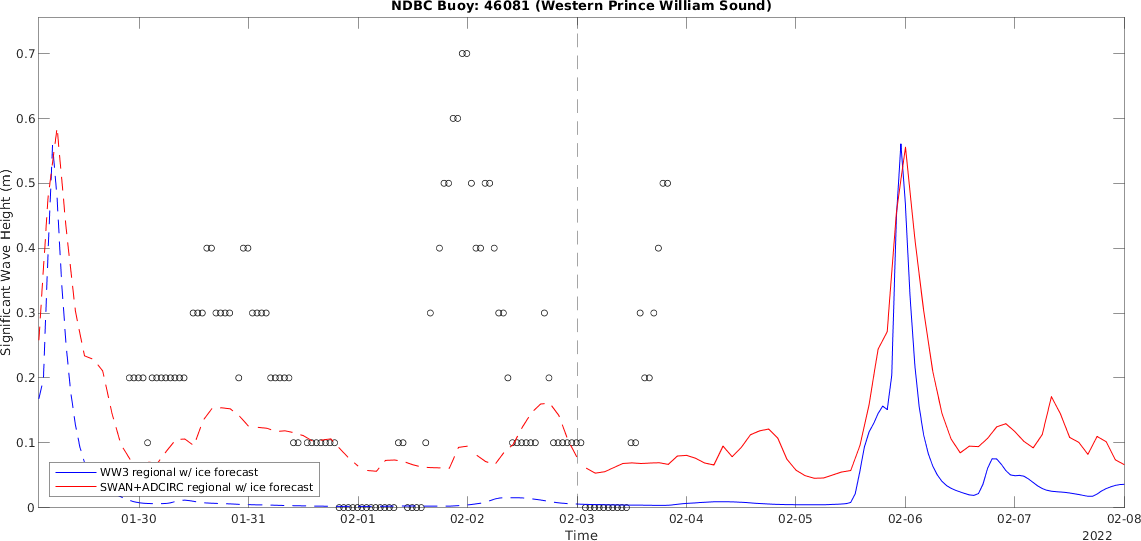 NDBC Buoy: 46081 (Western Prince William Sound)
Significant Wave Height (m)
0.7
0.6
0.5
0.4
0.3
0.2
0.1
0
WW3 regional w/ ice forecast
SWAN+ADCIRC regional w/ ice forecast
01-30 01-31 02-01 02-02 02-03 02-04 02-05 02-06 02-07 02-08
Time
2022